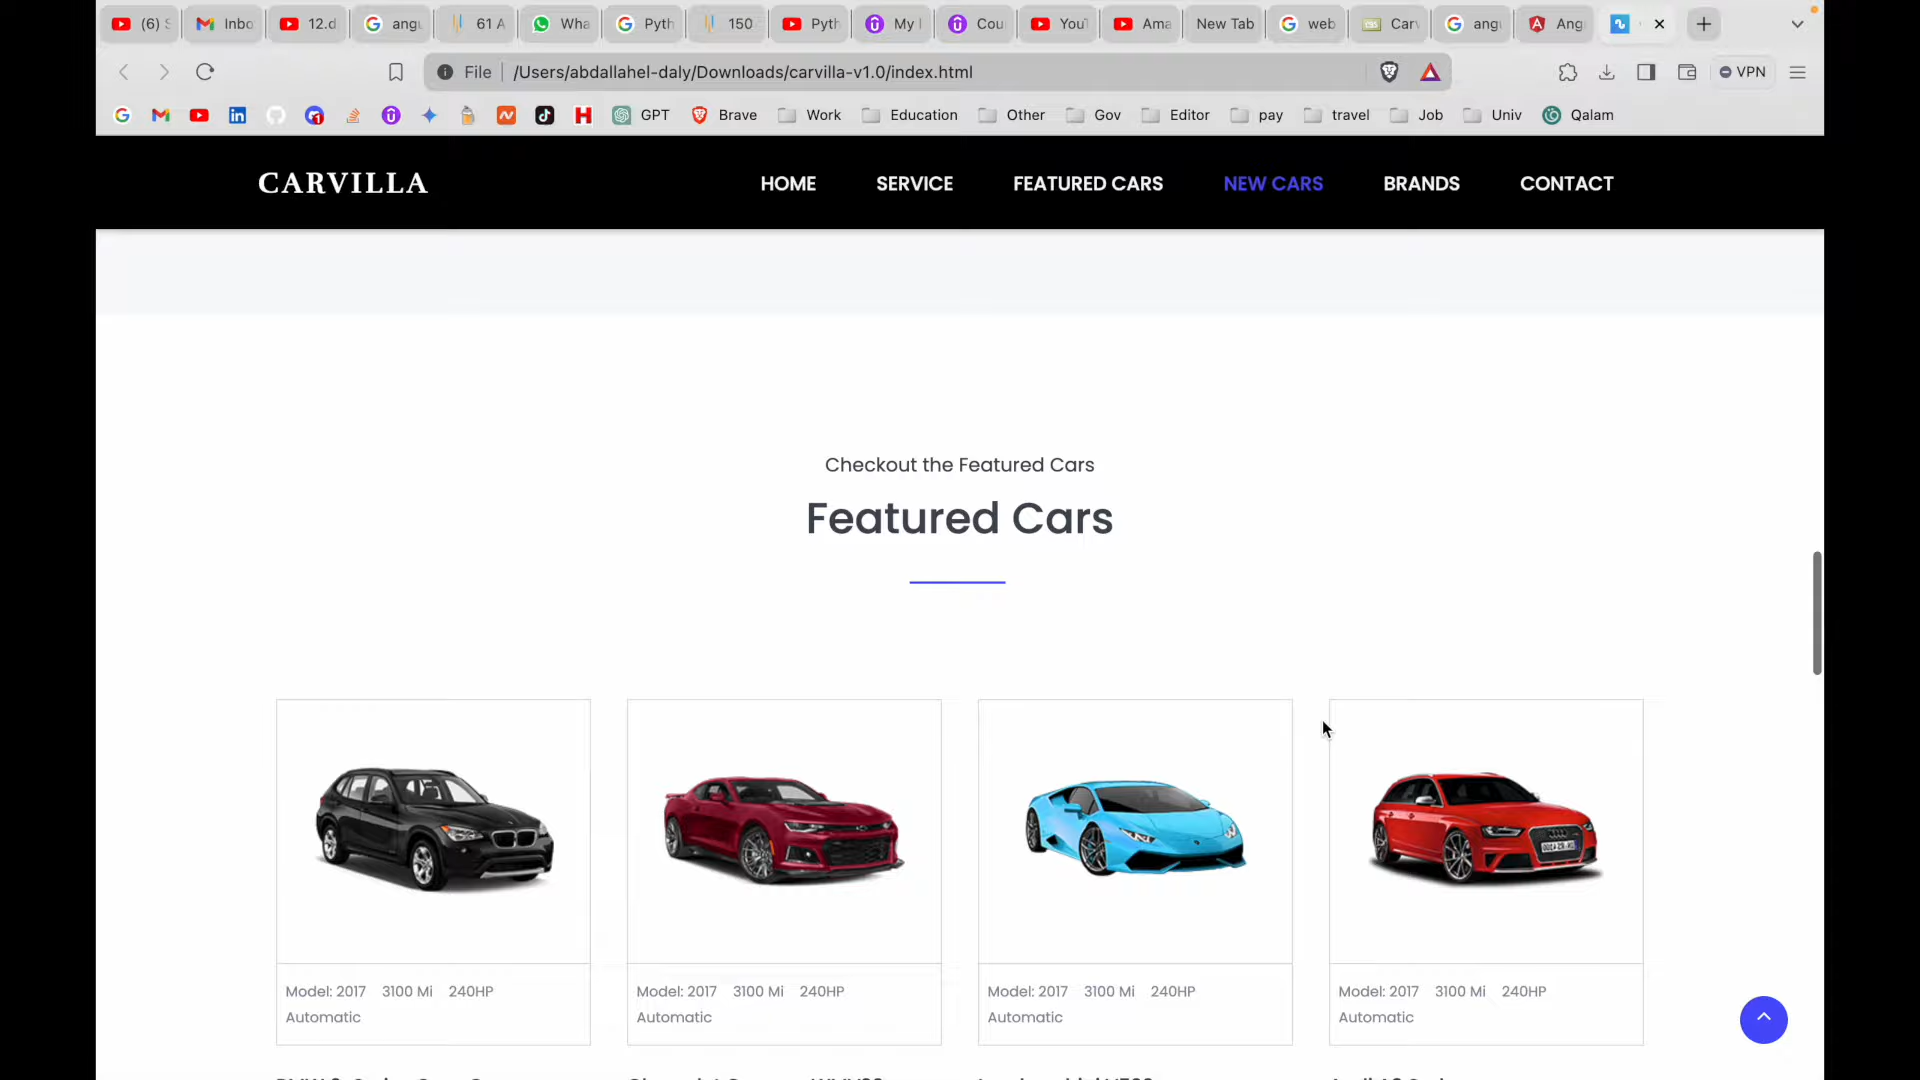 (6) S
Inbo
12.d
ang
61 A
Wha
Pyth
150
Pyth
My
Cou
You
Ama
New Tab
web
Carv
ang
Ang
File
/Users/abdallahel-daly/Downloads/carvilla-v1.0/index.html
VPN
GPT
Brave
Work
Education
Other
Gov
Editor
pay
travel
Job
Univ
Qalam
CARVILLA
HOME
SERVICE
FEATURED CARS
NEW CARS
BRANDS
CONTACT
Checkout the Featured Cars
Featured Cars
Model: 2017 3100 Mi 240HP
Automatic
Model: 2017 3100 Mi 240HP
Automatic
Model: 2017 3100 Mi 240HP
Automatic
Model: 2017 3100 Mi 240HP
Automatic